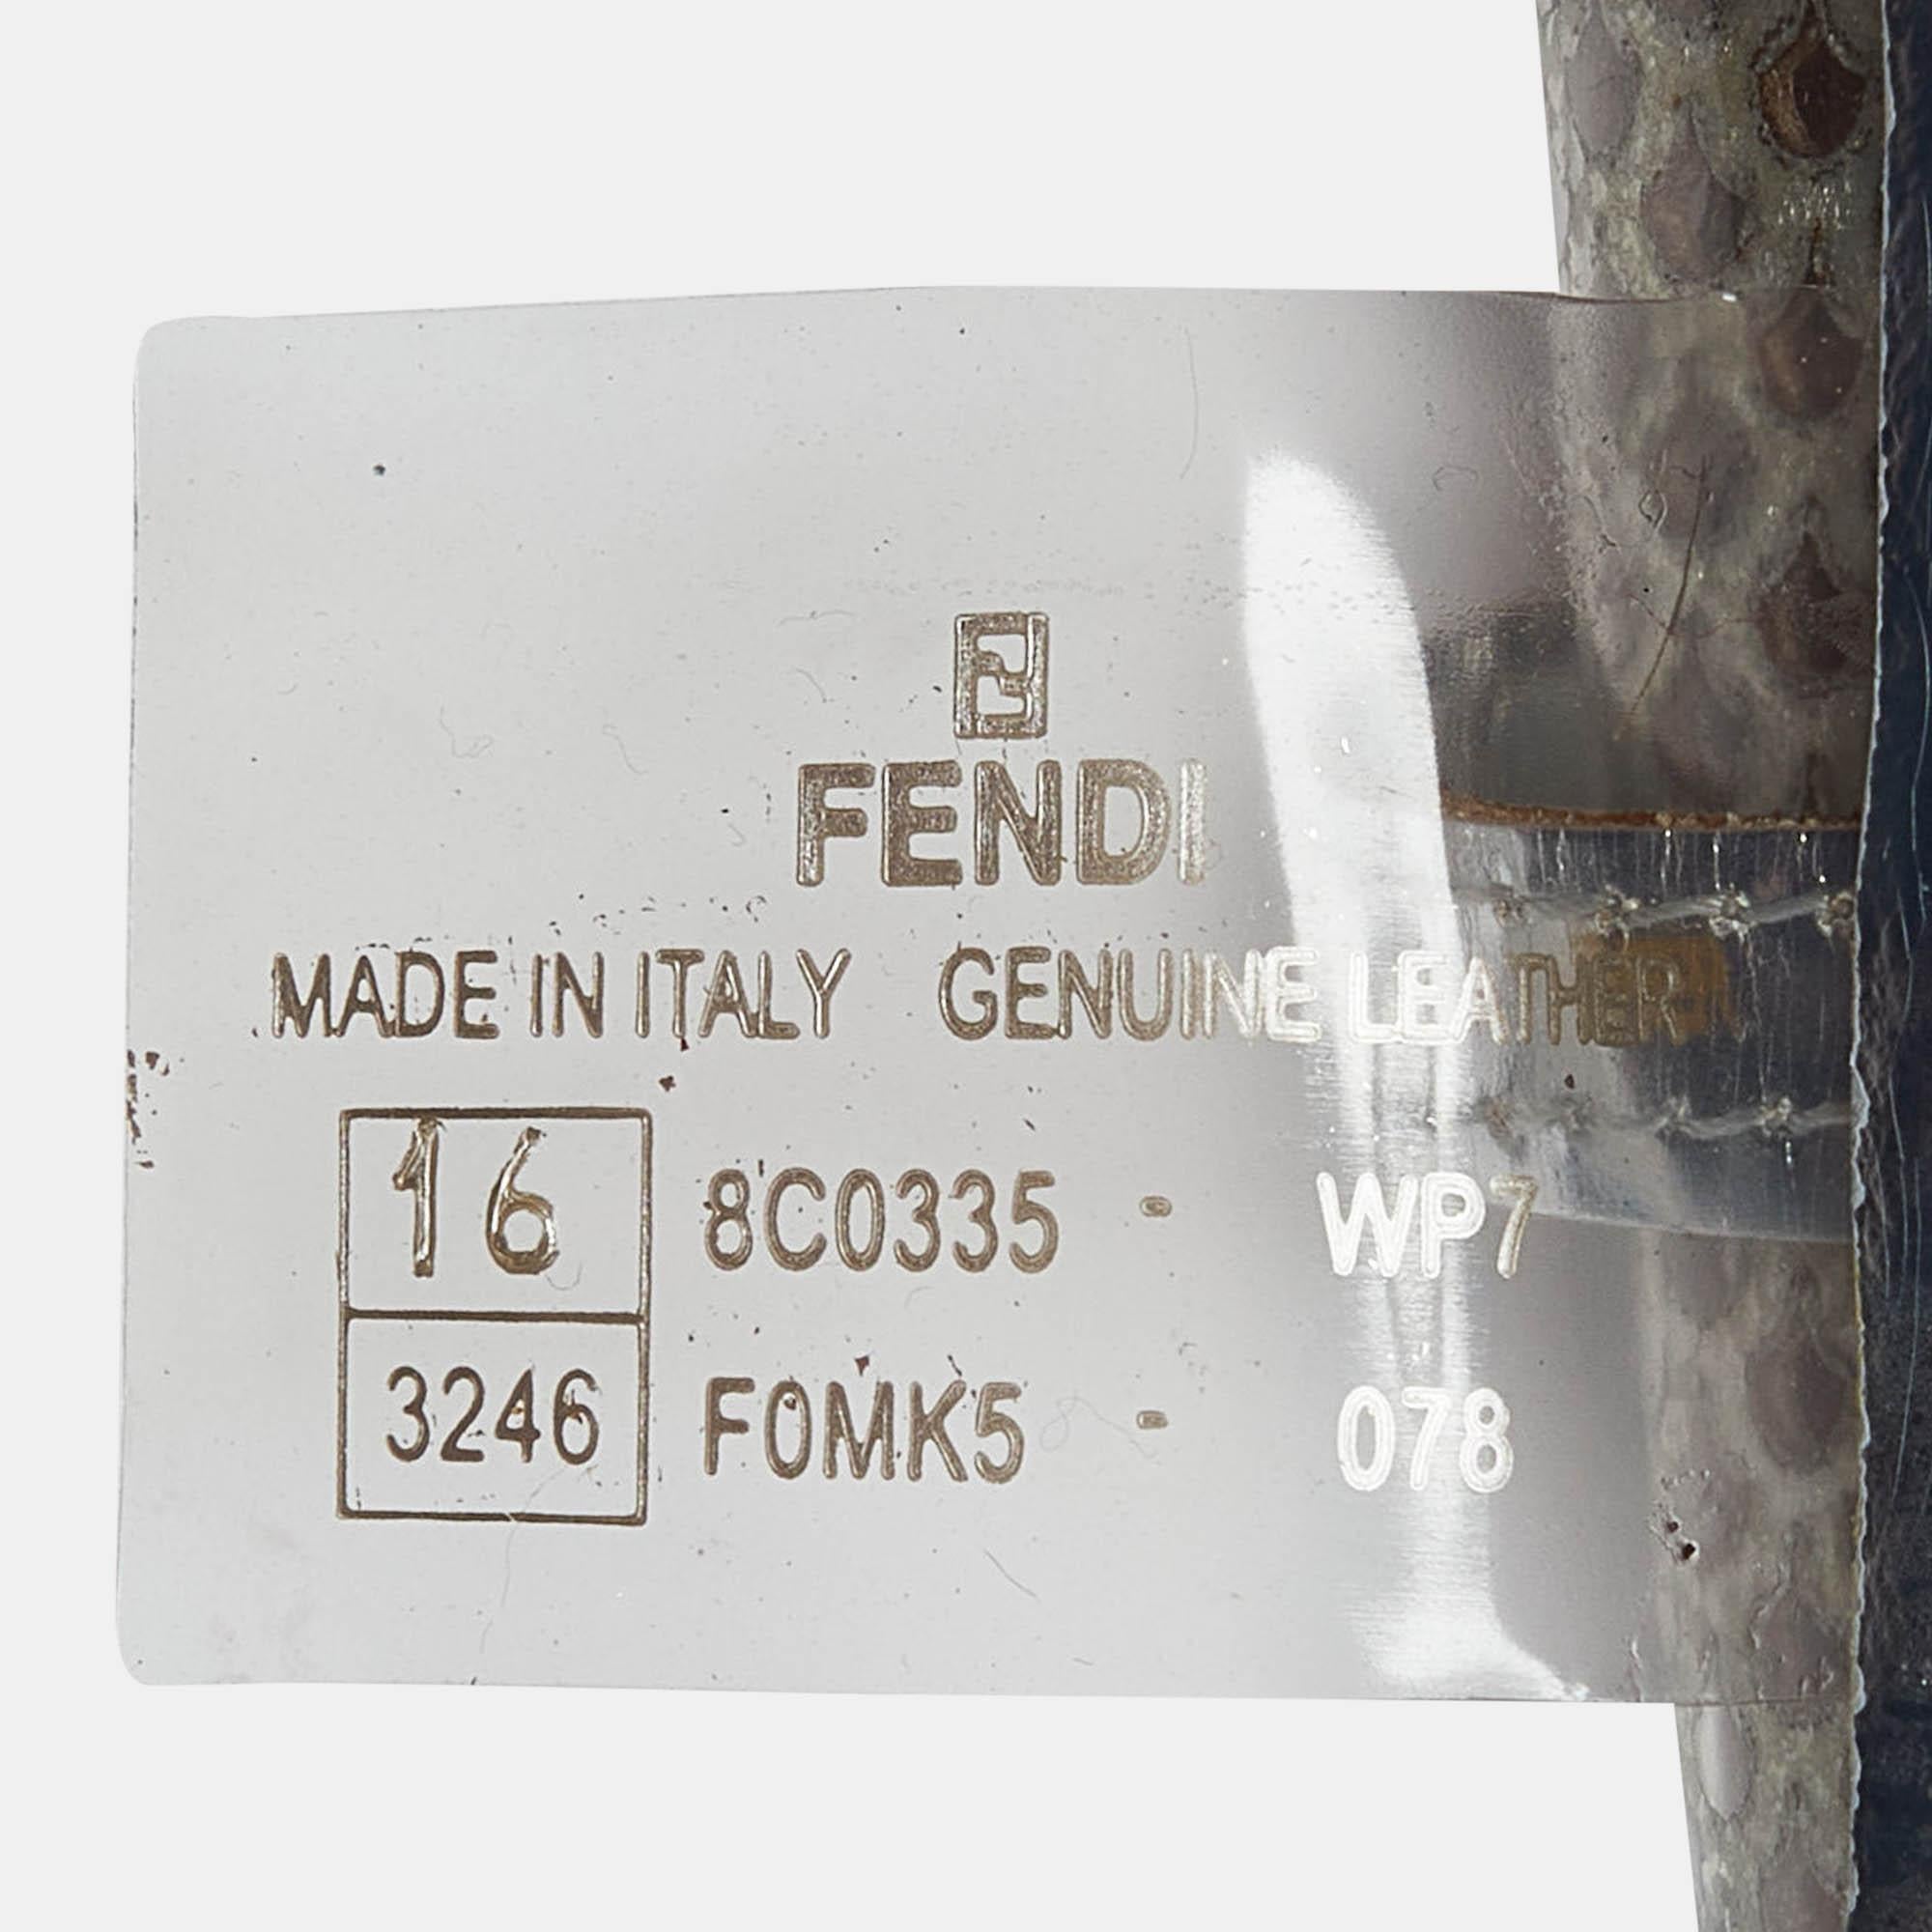 FENDI
MADE IN ITALY GENUINE LEATHER
16 8C0335 - WP7
3246 F0MK5 - 078